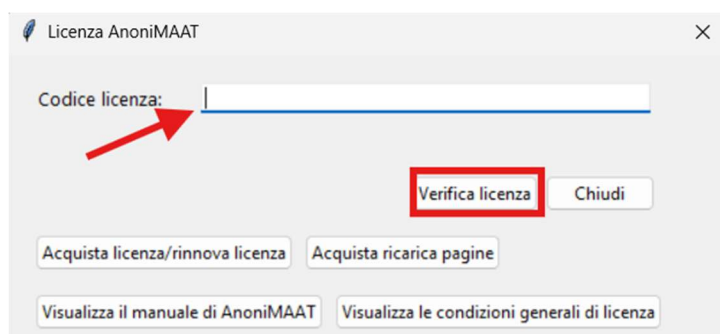 Licenza AnoniMAAT
Codice licenza:
Verifica licenza Chiudi
Acquista licenza/rinnova licenza Acquista ricarica pagine
Visualizza il manuale di AnoniMAAT Visualizza le condizioni generali di licenza